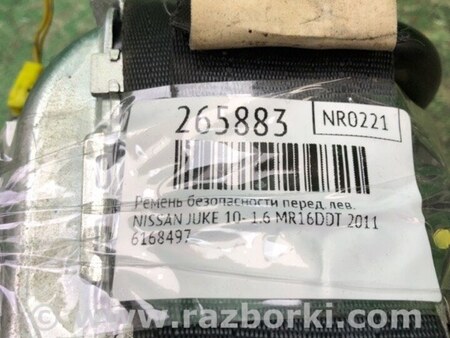 265883
NR0221
Ремень безопасности перед. лев.
NISSAN JUKE 10- 1.6 MR16DDT 2011
6168497
© www.razborki.com